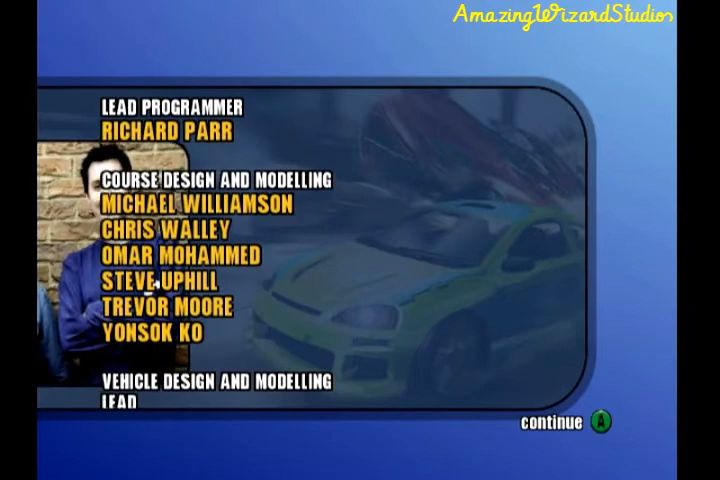 AmazingWizardStudios
LEAD PROGRAMMER
RICHARD PARR
COURSE DESIGN AND MODELLING
MICHAEL WILLIAMSON
CHRIS WALLEY
OMAR MOHAMMED
STEVE UPHILL
TREVOR MOORE
YONSOK KO
VEHICLE DESIGN AND MODELLING
LEAD
continue A